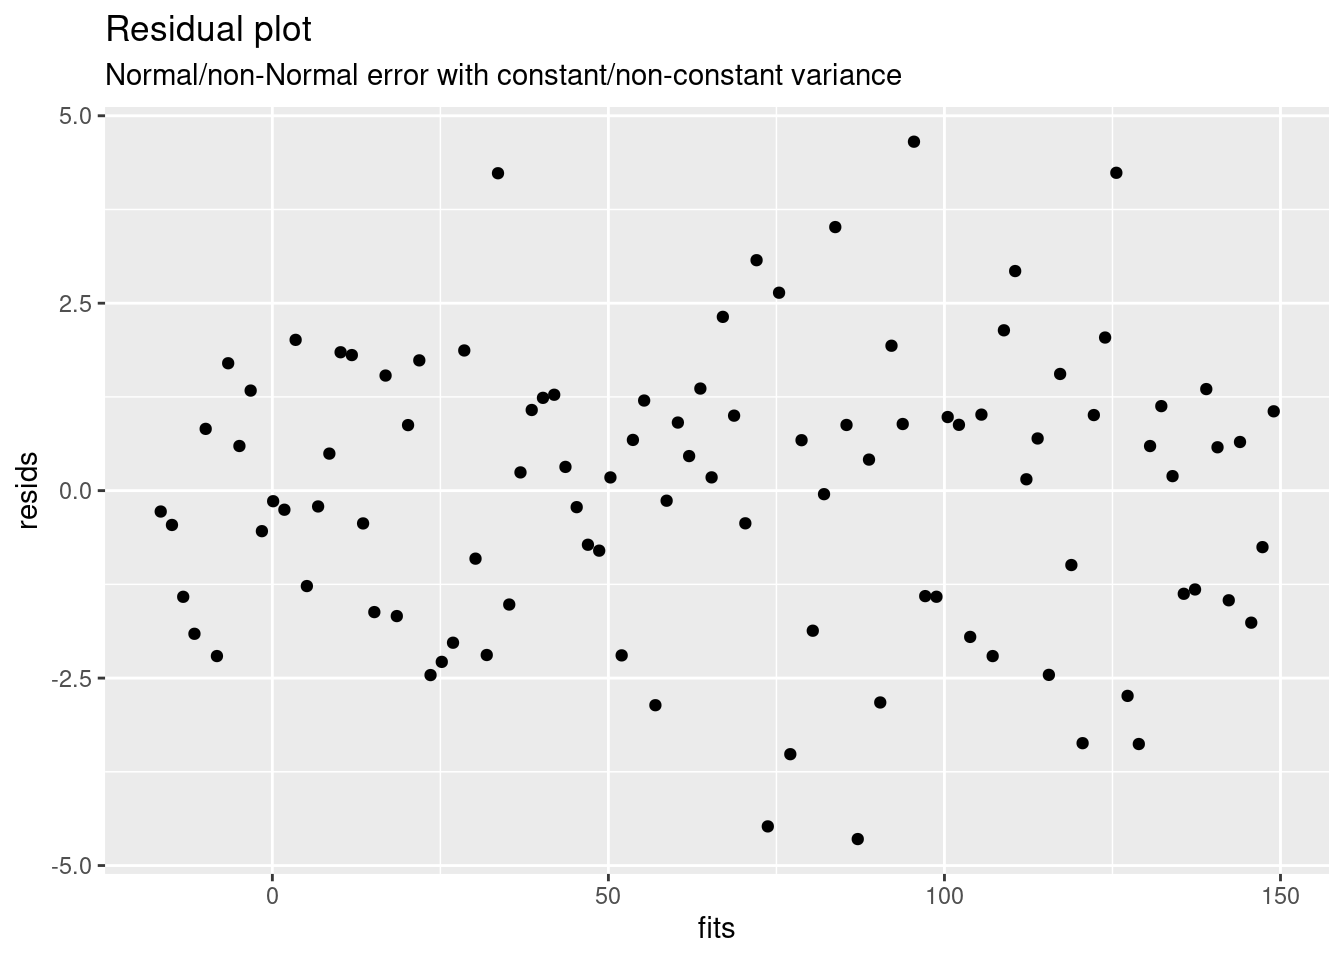 Residual plot
Normal/non-Normal error with constant/non-constant variance
5.0
2.5
0.0
-2.5
-5.0
resids
0 50 100 150
fits